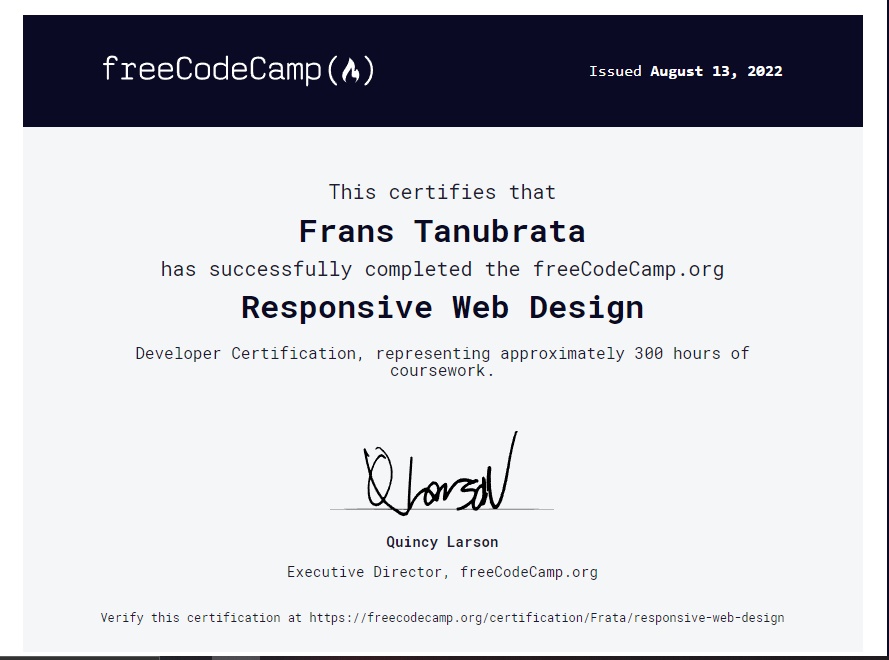 freeCodeCamp(🔥)
Issued August 13, 2022
This certifies that
Frans Tanubrata
has successfully completed the freeCodeCamp.org
Responsive Web Design
Developer Certification, representing approximately 300 hours of
coursework.
Q Larson
Quincy Larson
Executive Director, freeCodeCamp.org
Verify this certification at https://freecodecamp.org/certification/Frata/responsive-web-design